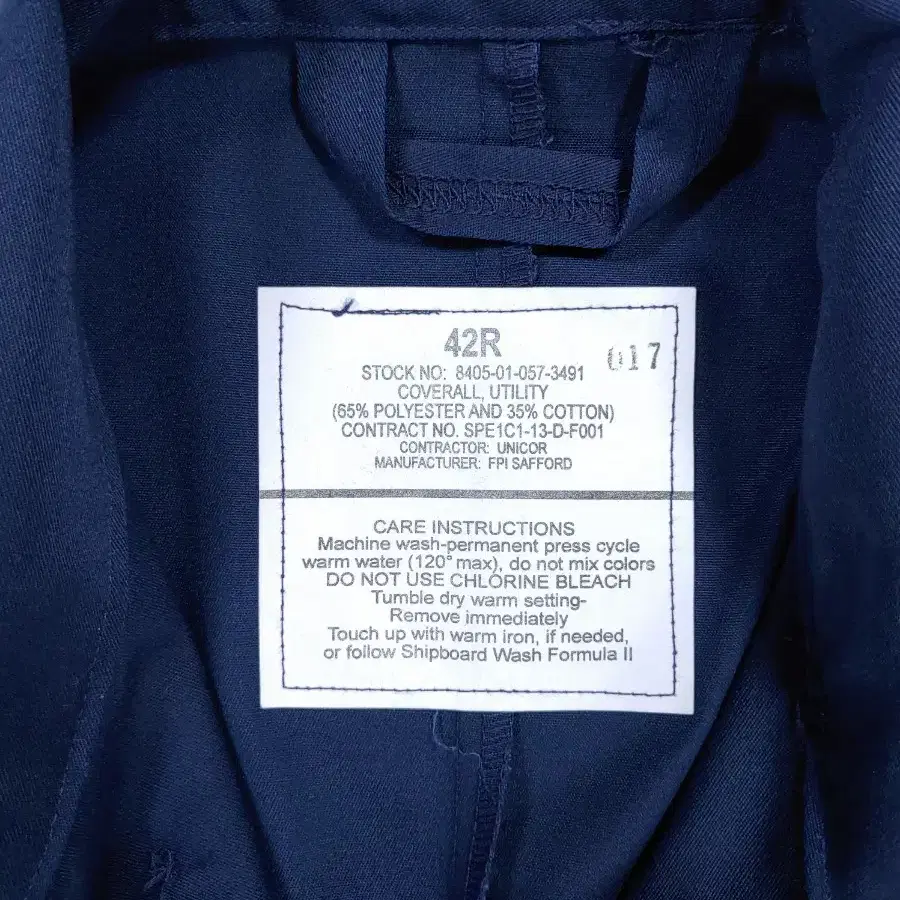 42R
017
STOCK NO: 8405-01-057-3491
COVERALL, UTILITY
(65% POLYESTER AND 35% COTTON)
CONTRACT NO. SPE1C1-13-D-F001
CONTRACTOR: UNICOR
MANUFACTURER: FPI SAFFORD
CARE INSTRUCTIONS
Machine wash-permanent press cycle
warm water (120° max), do not mix colors
DO NOT USE CHLORINE BLEACH
Tumble dry warm setting-
Remove immediately
Touch up with warm iron, if needed,
or follow Shipboard Wash Formula II